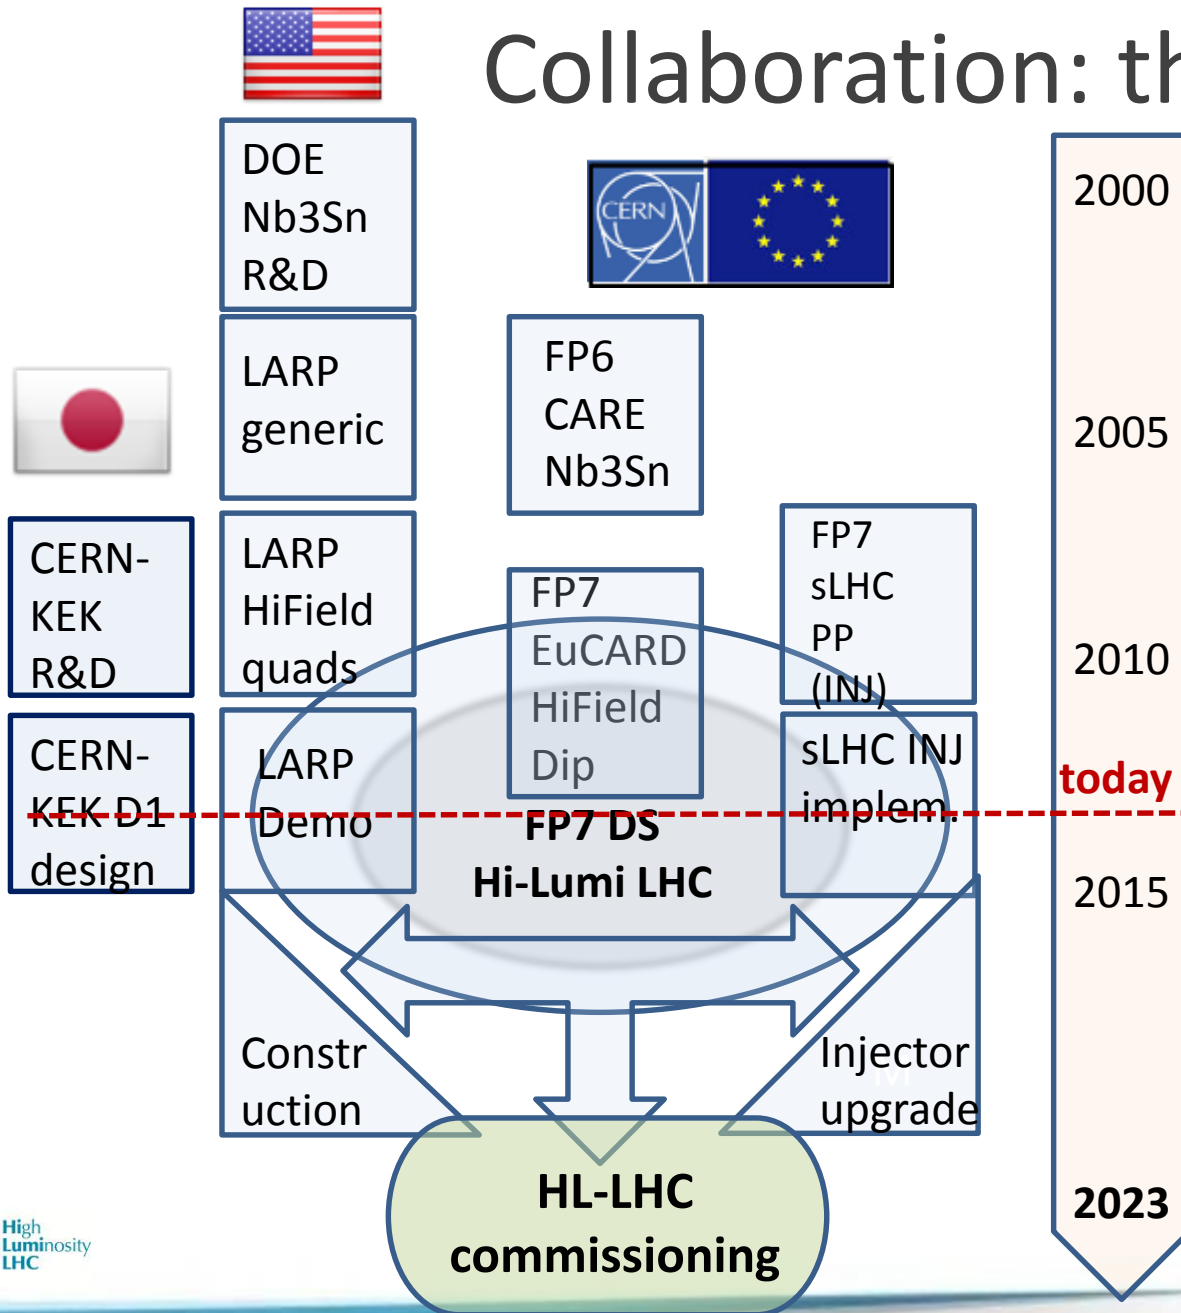 Collaboration: th
DOE
Nb3Sn
R&D
CERN
2000
LARP
generic
FP6
CARE
Nb3Sn
2005
CERN-
KEK
R&D
LARP
HiField
quads
FP7
EuCARD
HiField
Dip
FP7
sLHC
PP
(INJ)
2010
CERN-
KEK D1
design
LARP
Demo
FP7 DS
Hi-Lumi LHC
sLHC INJ
implem.
today
2015
Constr
uction
Injector
upgrade
M
HL-LHC
commissioning
2023
High
Luminosity
LHC